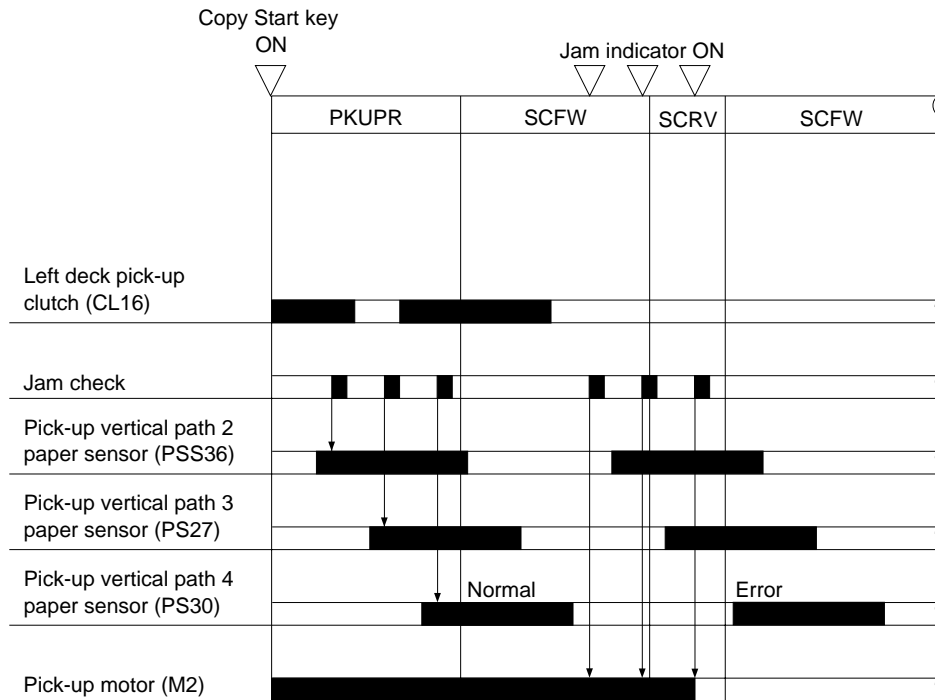 Copy Start key
ON
Jam indicator ON
PKUPR
SCFW
SCRV
SCFW
Left deck pick-up
clutch (CL16)
Jam check
Pick-up vertical path 2
paper sensor (PSS36)
Pick-up vertical path 3
paper sensor (PS27)
Pick-up vertical path 4
paper sensor (PS30)
Normal
Error
Pick-up motor (M2)